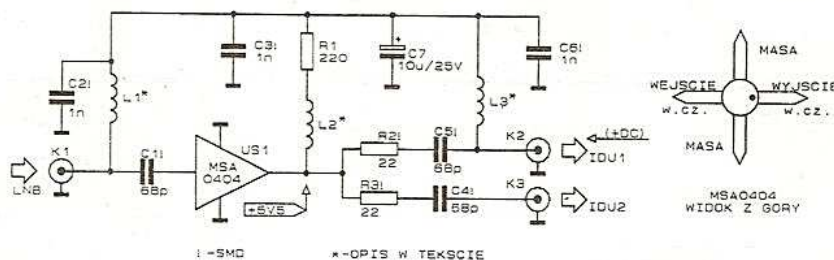 C2!
1n
L1*
C3!
1n
R1
220
L2*
+
C7
10u/25V
L3*
C6!
1n
K1
LNB
C1!
68p
US1
MSA
0404
+5V5
R2!
22
C5!
68p
R3!
22
C4!
68p
K2
(+DC)
IDU1
K3
IDU2
!-SMD
*-OPIS W TEKSCIE
MASA
WEJSCIE
W.CZ.
WYJSCIE
W.CZ.
MASA
MSA0404
WIDOK Z GORY